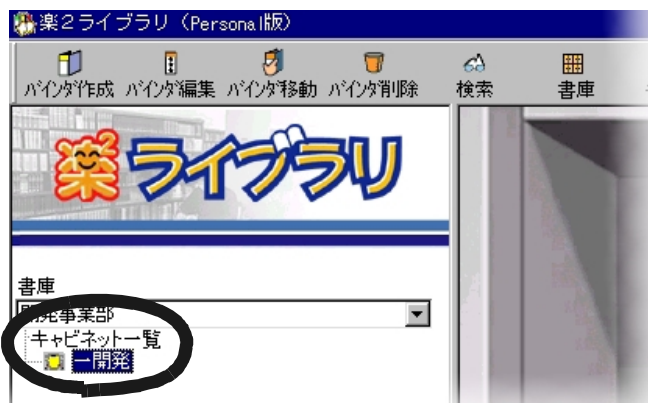 楽2ライブラリ（Personal版）
バインダ作成 バインダ編集 バインダ移動 バインダ削除 検索 書庫
楽2 ライブラリ
書庫
開発事業部
キャビネット一覧
一開発